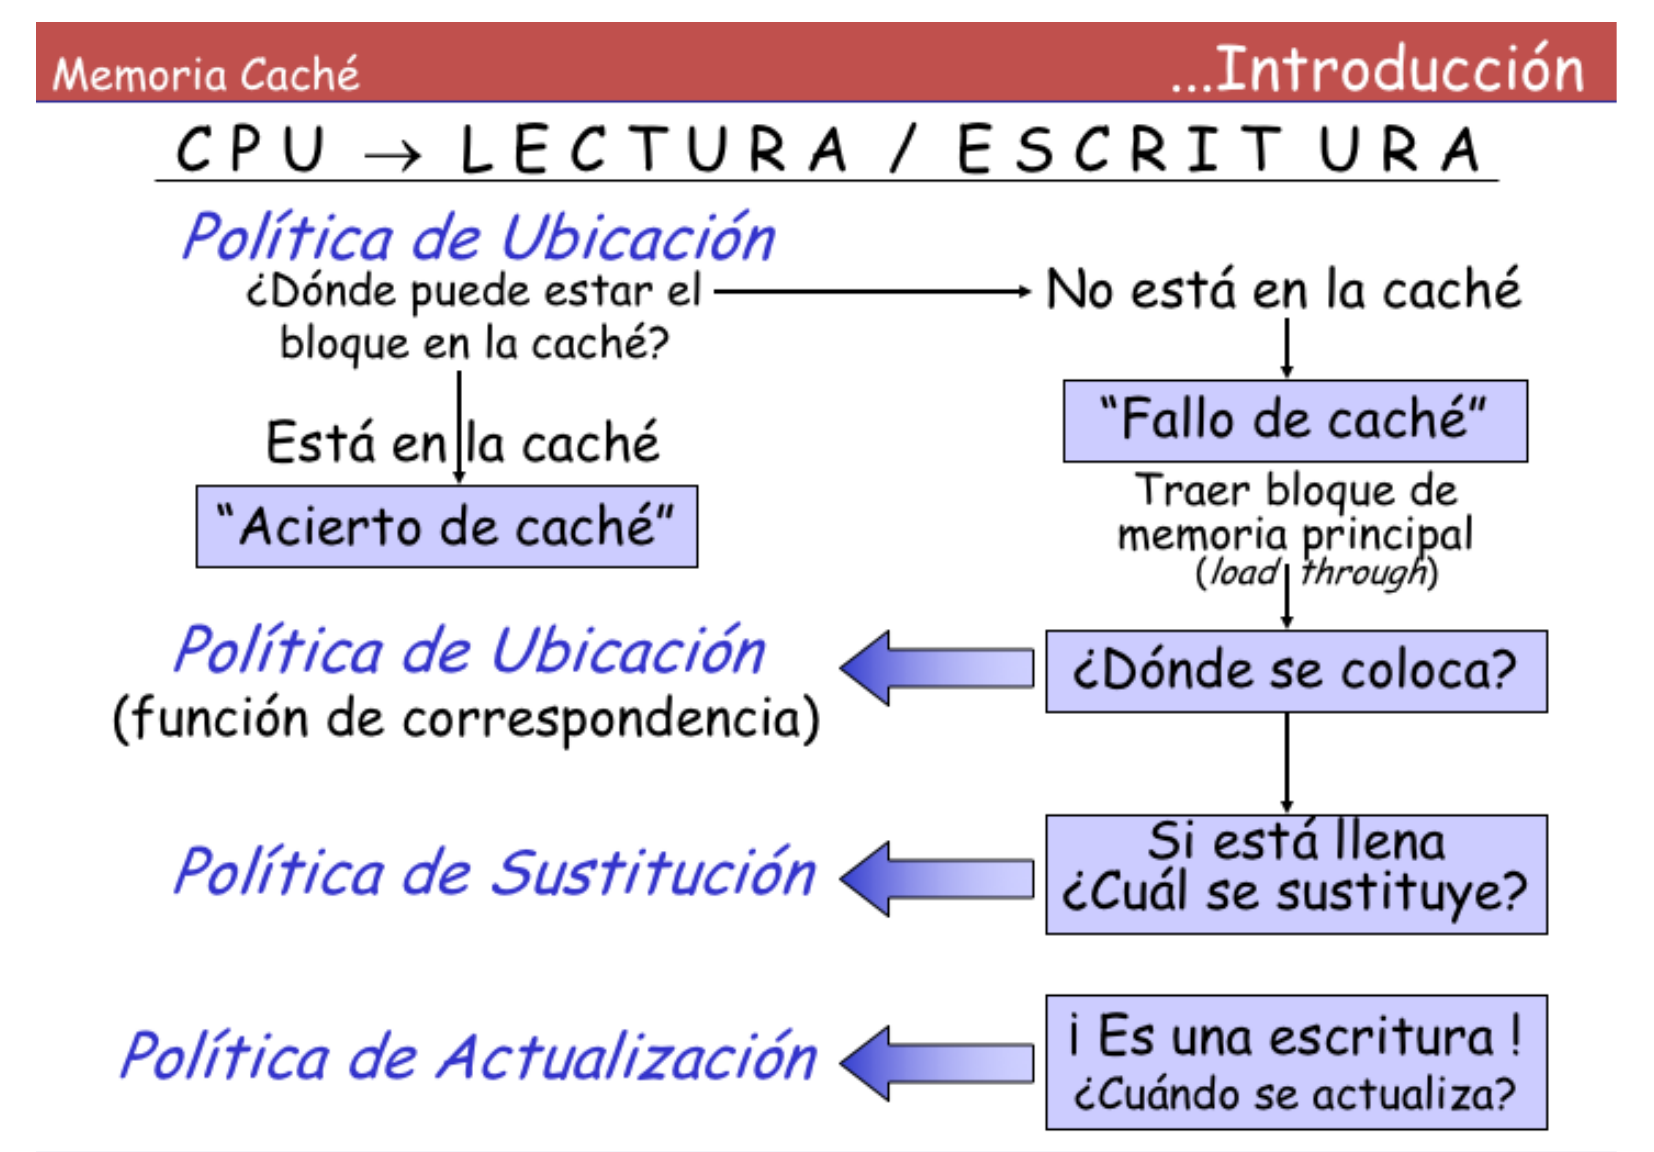 Memoria Caché
...Introducción
CPU → LECTURA / ESCRITURA
Política de Ubicación
¿Dónde puede estar el
bloque en la caché?
No está en la caché
Está en la caché
"Acierto de caché"
"Fallo de caché"
Traer bloque de
memoria principal
(load through)
¿Dónde se coloca?
Política de Ubicación
(función de correspondencia)
Si está llena
¿Cuál se sustituye?
Política de Sustitución
¡ Es una escritura !
¿Cuándo se actualiza?
Política de Actualización